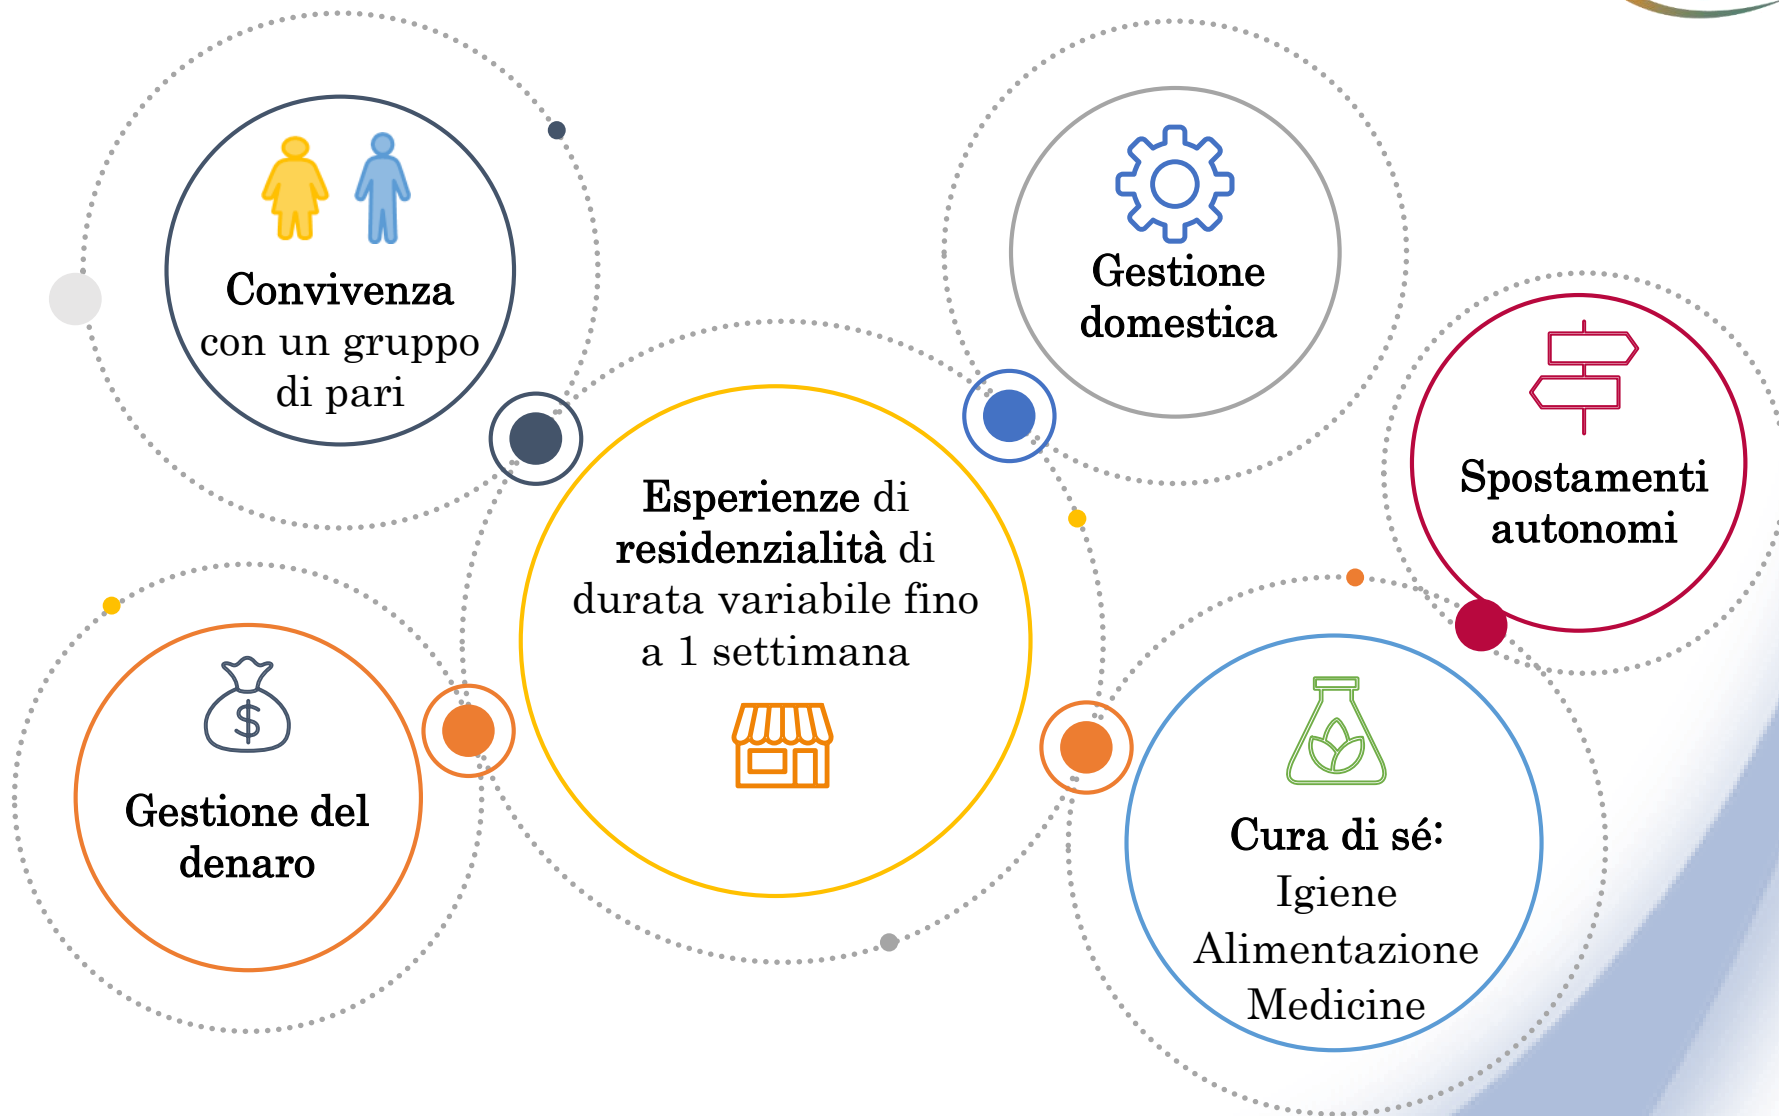 Convivenza
con un gruppo
di pari
Gestione
domestica
Spostamenti
autonomi
Esperienze di
residenzialità di
durata variabile fino
a 1 settimana
Gestione del
denaro
$
Cura di sé:
Igiene
Alimentazione
Medicine